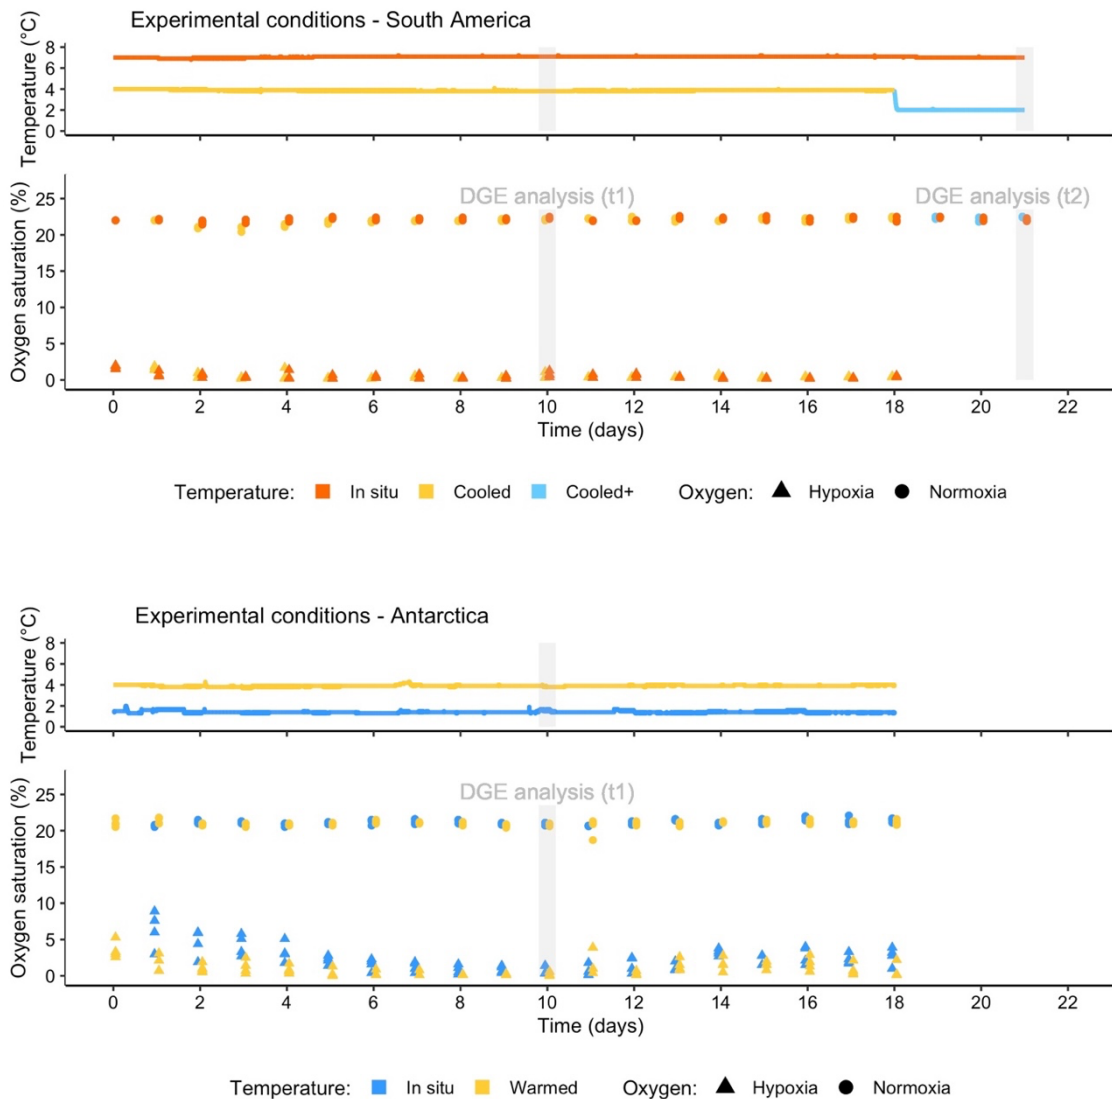 Experimental conditions - South America
Temperature (°C)
8
6
4
2
0
Oxygen saturation (%)
25
20
15
10
5
0
DGE analysis (t1)
DGE analysis (t2)
0 2 4 6 8 10 12 14 16 18 20 22
Time (days)
Temperature: In situ Cooled Cooled+ Oxygen: Hypoxia Normoxia
Experimental conditions - Antarctica
Temperature (°C)
8
6
4
2
0
Oxygen saturation (%)
25
20
15
10
5
0
DGE analysis (t1)
0 2 4 6 8 10 12 14 16 18 20 22
Time (days)
Temperature: In situ Warmed Oxygen: Hypoxia Normoxia